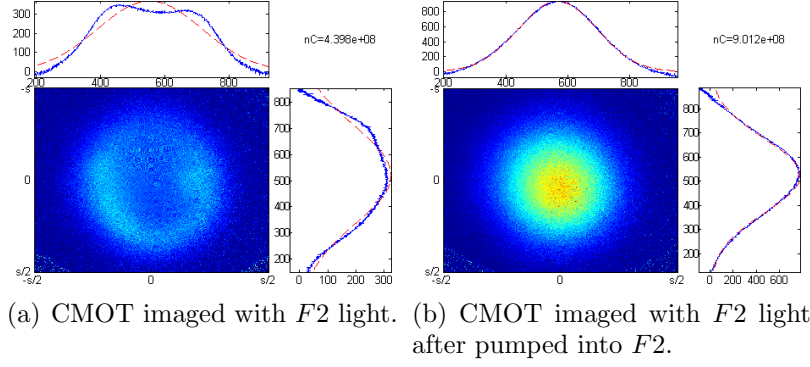 300
200
100
0
200 400 600 800
nC=4.398e+08
-s
0
s/2
-s/2 0 s/2
800
700
600
500
400
300
200
0 100 200 300
800
600
400
200
0
200 400 600 800
nC=9.012e+08
-s
0
s/2
-s/2 0 s/2
800
700
600
500
400
300
200
0 200 400 600
(a) CMOT imaged with F2 light.
(b) CMOT imaged with F2 light
after pumped into F2.